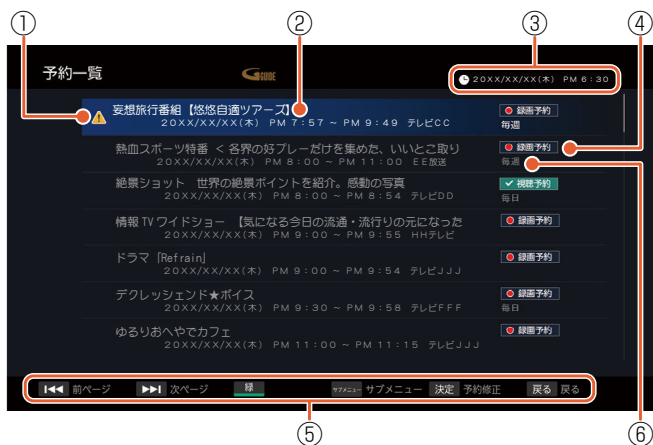 ① ② ③ ④
予約一覧 GGUIDE 20XX/XX/XX(木) PM 6:30
妄想旅行番組【悠悠自適ツアーズ】 録画予約
20XX/XX/XX(木) PM 7:57 ~ PM 9:49 テレビCC 毎週
熱血スポーツ特番 < 各界の好プレーだけを集めた、いいとこ取り 録画予約
20XX/XX/XX(木) PM 8:00 ~ PM 11:00 EE放送 毎週
絶景ショット 世界の絶景ポイントを紹介。感動の写真 視聴予約
20XX/XX/XX(木) PM 8:00 ~ PM 8:54 テレビDD 毎日
情報TVワイドショー 【気になる今日の流通・流行りの元になった 録画予約
20XX/XX/XX(木) PM 9:00 ~ PM 9:55 HHテレビ
ドラマ「Refrain」 録画予約
20XX/XX/XX(木) PM 9:00 ~ PM 9:54 テレビJJJ
デクレッシェンド★ボイス 録画予約
20XX/XX/XX(木) PM 9:30 ~ PM 9:58 テレビFFF 毎日
ゆるりおへやでカフェ 録画予約
20XX/XX/XX(木) PM 11:00 ~ PM 11:15 テレビJJJ
前ページ 次ページ 緑 サブメニュー サブメニュー 決定 予約修正 戻る 戻る
⑤ ⑥